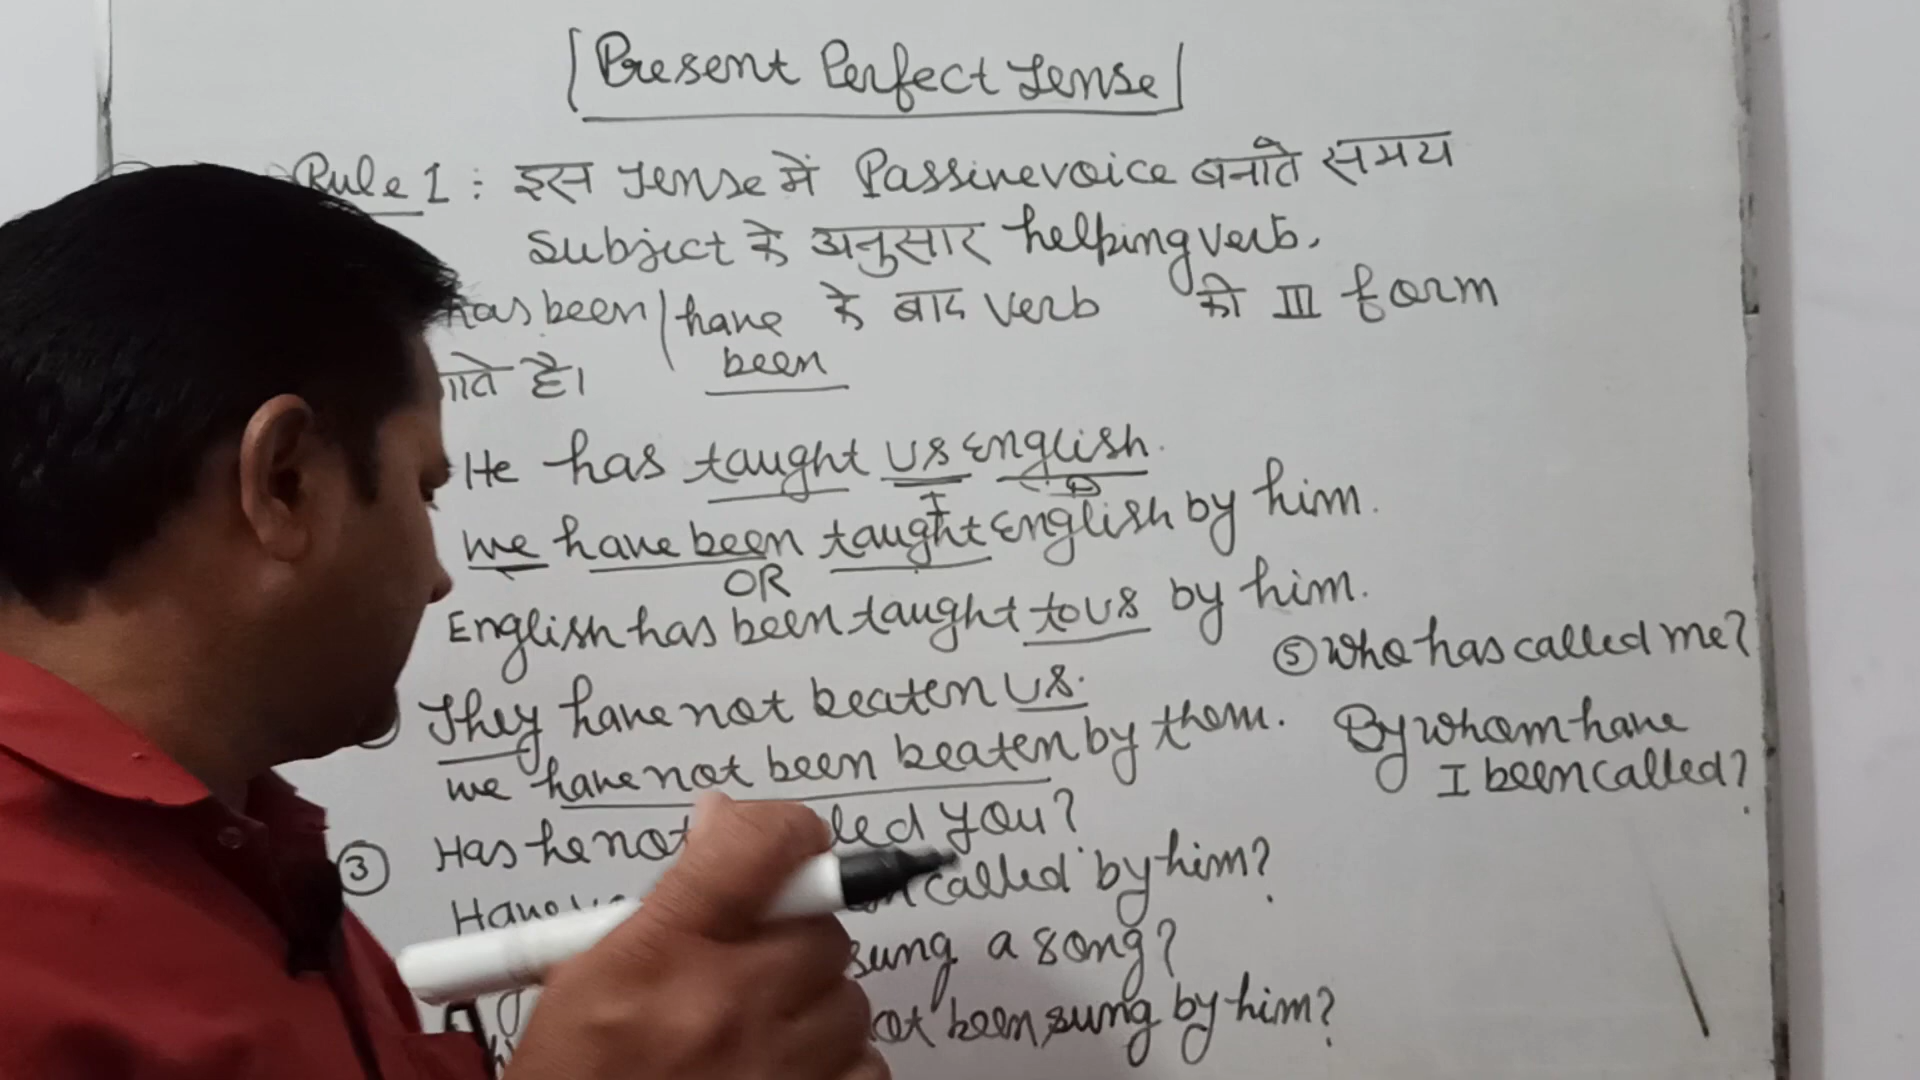 Present Perfect Tense
Rule 1 : इस Tense में Passive voice बनाते समय
Subject के अनुसार helping verb.
has been / have been के बाद verb की III form
है।
He has taught us English.
I D
We have been taught English by him.
OR
English has been taught to us by him.
They have not beaten us.
we have not been beaten by them.
③ Has he not you?
called by him?
sung a song?
been sung by him?
⑤ Who has called me?
By whom have
I been called?